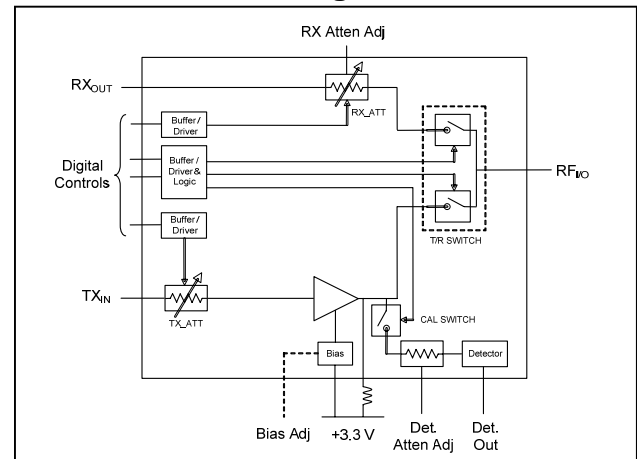 RX Atten Adj
RXOUT
RX_ATT
Buffer / Driver
Digital Controls
Buffer / Driver & Logic
RFI/O
Buffer / Driver
T/R SWITCH
TXIN
TX_ATT
CAL SWITCH
Bias
Detector
Bias Adj
+3.3 V
Det. Atten Adj
Det. Out